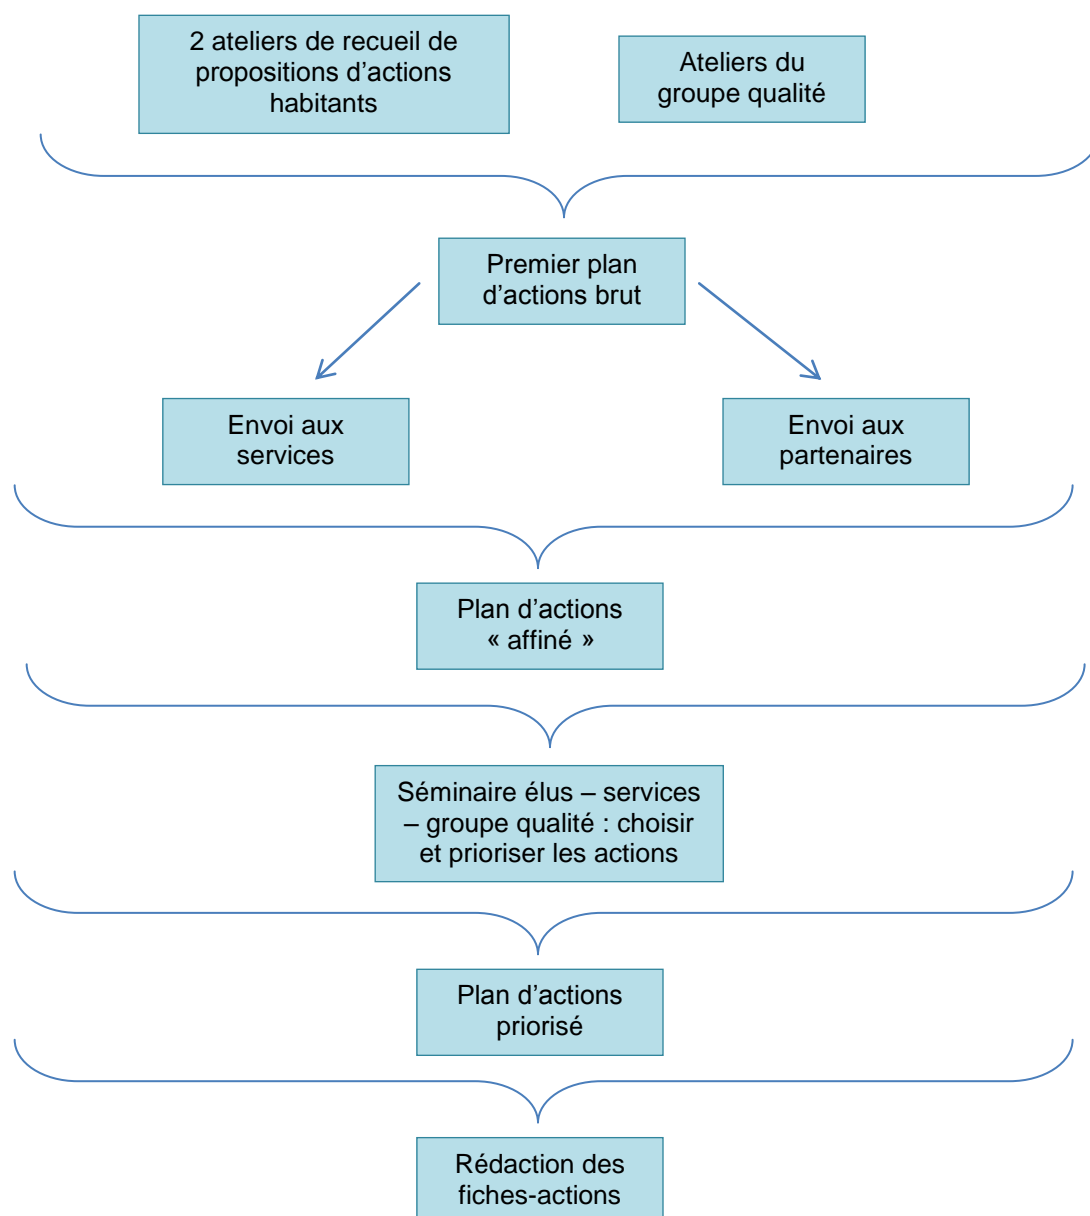 2 ateliers de recueil de
propositions d’actions
habitants
Ateliers du
groupe qualité
Premier plan
d’actions brut
Envoi aux
services
Envoi aux
partenaires
Plan d’actions
« affiné »
Séminaire élus – services
– groupe qualité : choisir
et prioriser les actions
Plan d’actions
priorisé
Rédaction des
fiches-actions